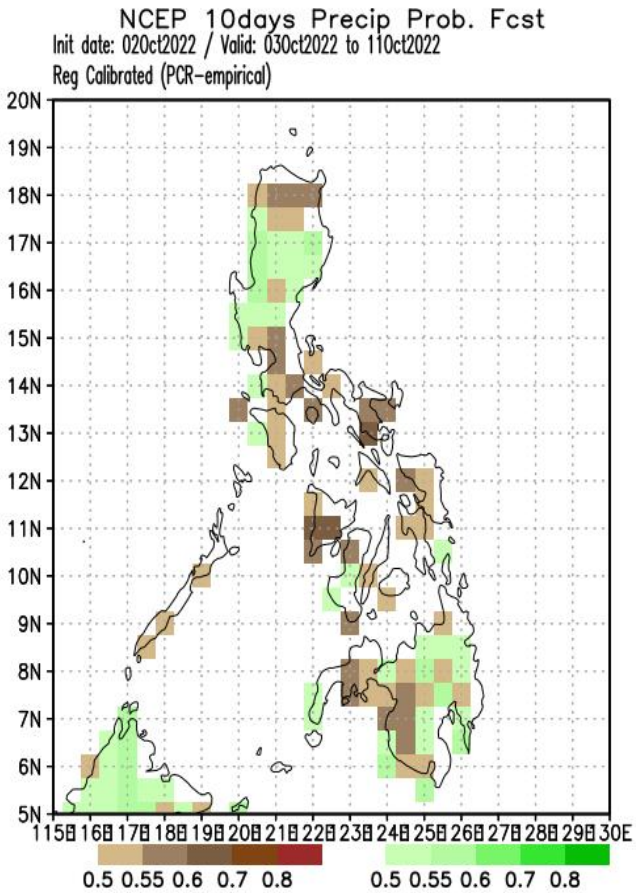 NCEP 10days Precip Prob. Fcst
Init date: 02Oct2022 / Valid: 03Oct2022 to 11Oct2022
Reg Calibrated (PCR-empirical)
20N
19N
18N
17N
16N
15N
14N
13N
12N
11N
10N
9N
8N
7N
6N
5N
115E 116E 117E 118E 119E 120E 121E 122E 123E 124E 125E 126E 127E 128E 129E 130E
0.5 0.55 0.6 0.7 0.8 0.5 0.55 0.6 0.7 0.8